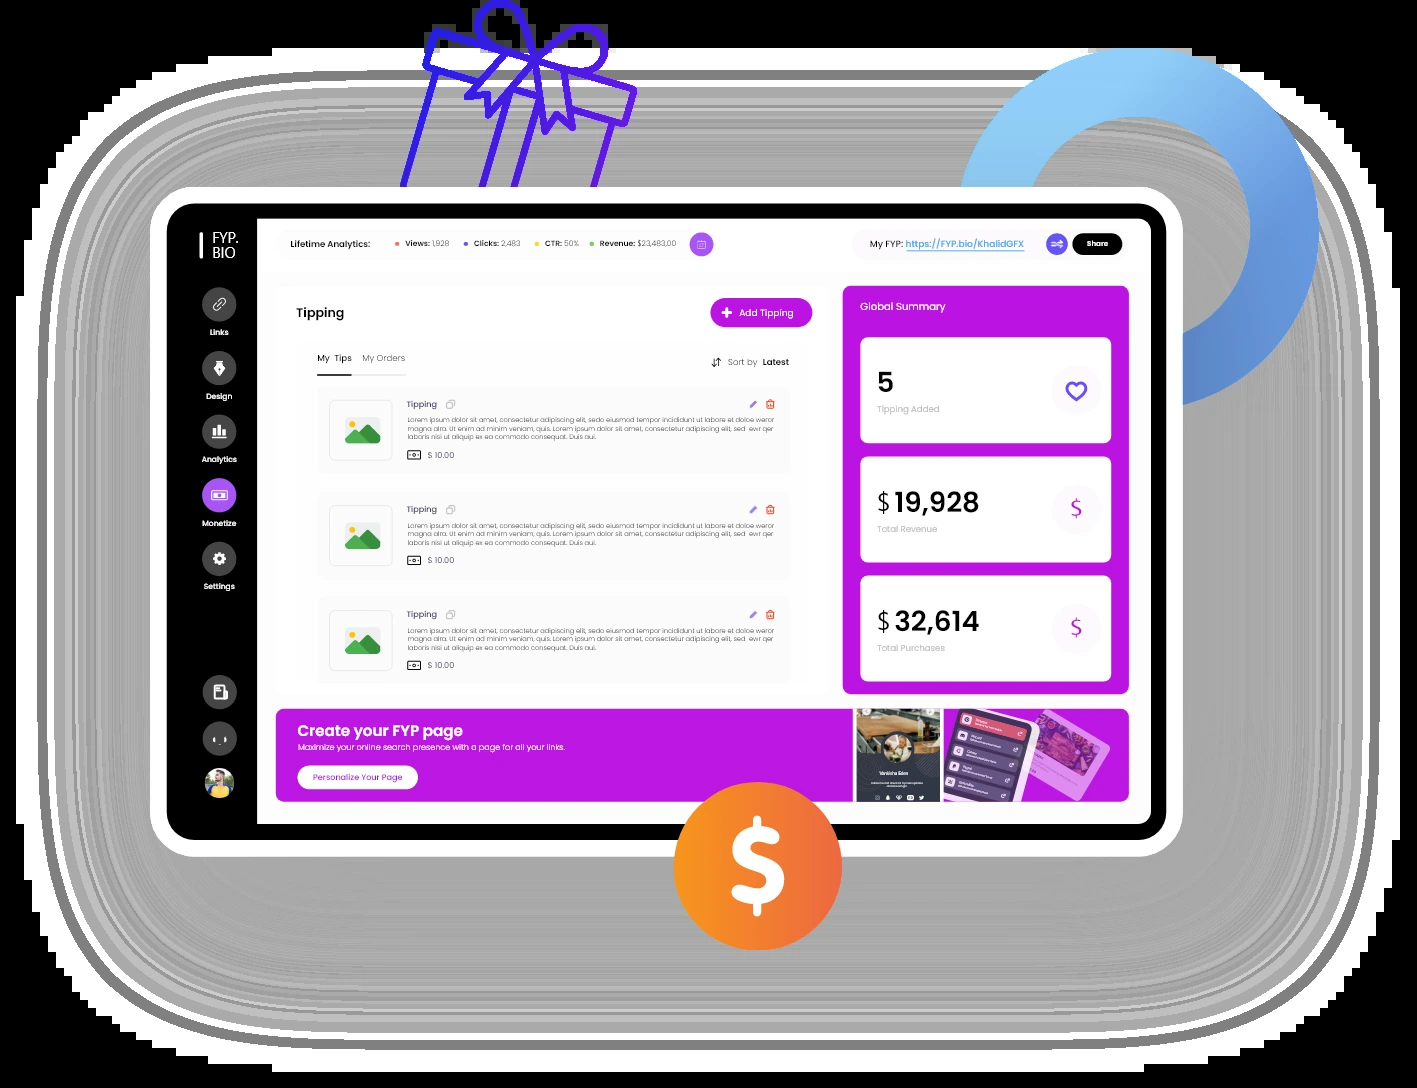 FYP.
BIO
Links
Design
Analytics
Monetize
Settings
Lifetime Analytics: Views: 1,928 Clicks: 2,483 CTR: 50% Revenue: $23,483,00
My FYP: https://FYP.bio/KhalidGFX Share
Tipping
+ Add Tipping
My Tips My Orders
Sort by Latest
Tipping
Lorem ipsum dolor sit amet, consectetur adipiscing elit, sedo eiusmod tempor incididunt ut labore et doloe weror
magna alra. Ut enim ad minim veniam, quis. Lorem ipsum dolor sit amet, consectetur adipiscing elit, sed ewr qer
laboris nisi ut aliquip ex ea commodo consequat. Duis aui.
$ 10.00
Tipping
Lorem ipsum dolor sit amet, consectetur adipiscing elit, sedo eiusmod tempor incididunt ut labore et doloe weror
magna alra. Ut enim ad minim veniam, quis. Lorem ipsum dolor sit amet, consectetur adipiscing elit, sed ewr qer
laboris nisi ut aliquip ex ea commodo consequat. Duis aui.
$ 10.00
Tipping
Lorem ipsum dolor sit amet, consectetur adipiscing elit, sedo eiusmod tempor incididunt ut labore et doloe weror
magna alra. Ut enim ad minim veniam, quis. Lorem ipsum dolor sit amet, consectetur adipiscing elit, sed ewr qer
laboris nisi ut aliquip ex ea commodo consequat. Duis aui.
$ 10.00
Global Summary
5
Tipping Added
$ 19,928
Total Revenue
$
$ 32,614
Total Purchases
$
Create your FYP page
Maximize your online search presence with a page for all your links.
Personalize Your Page
$